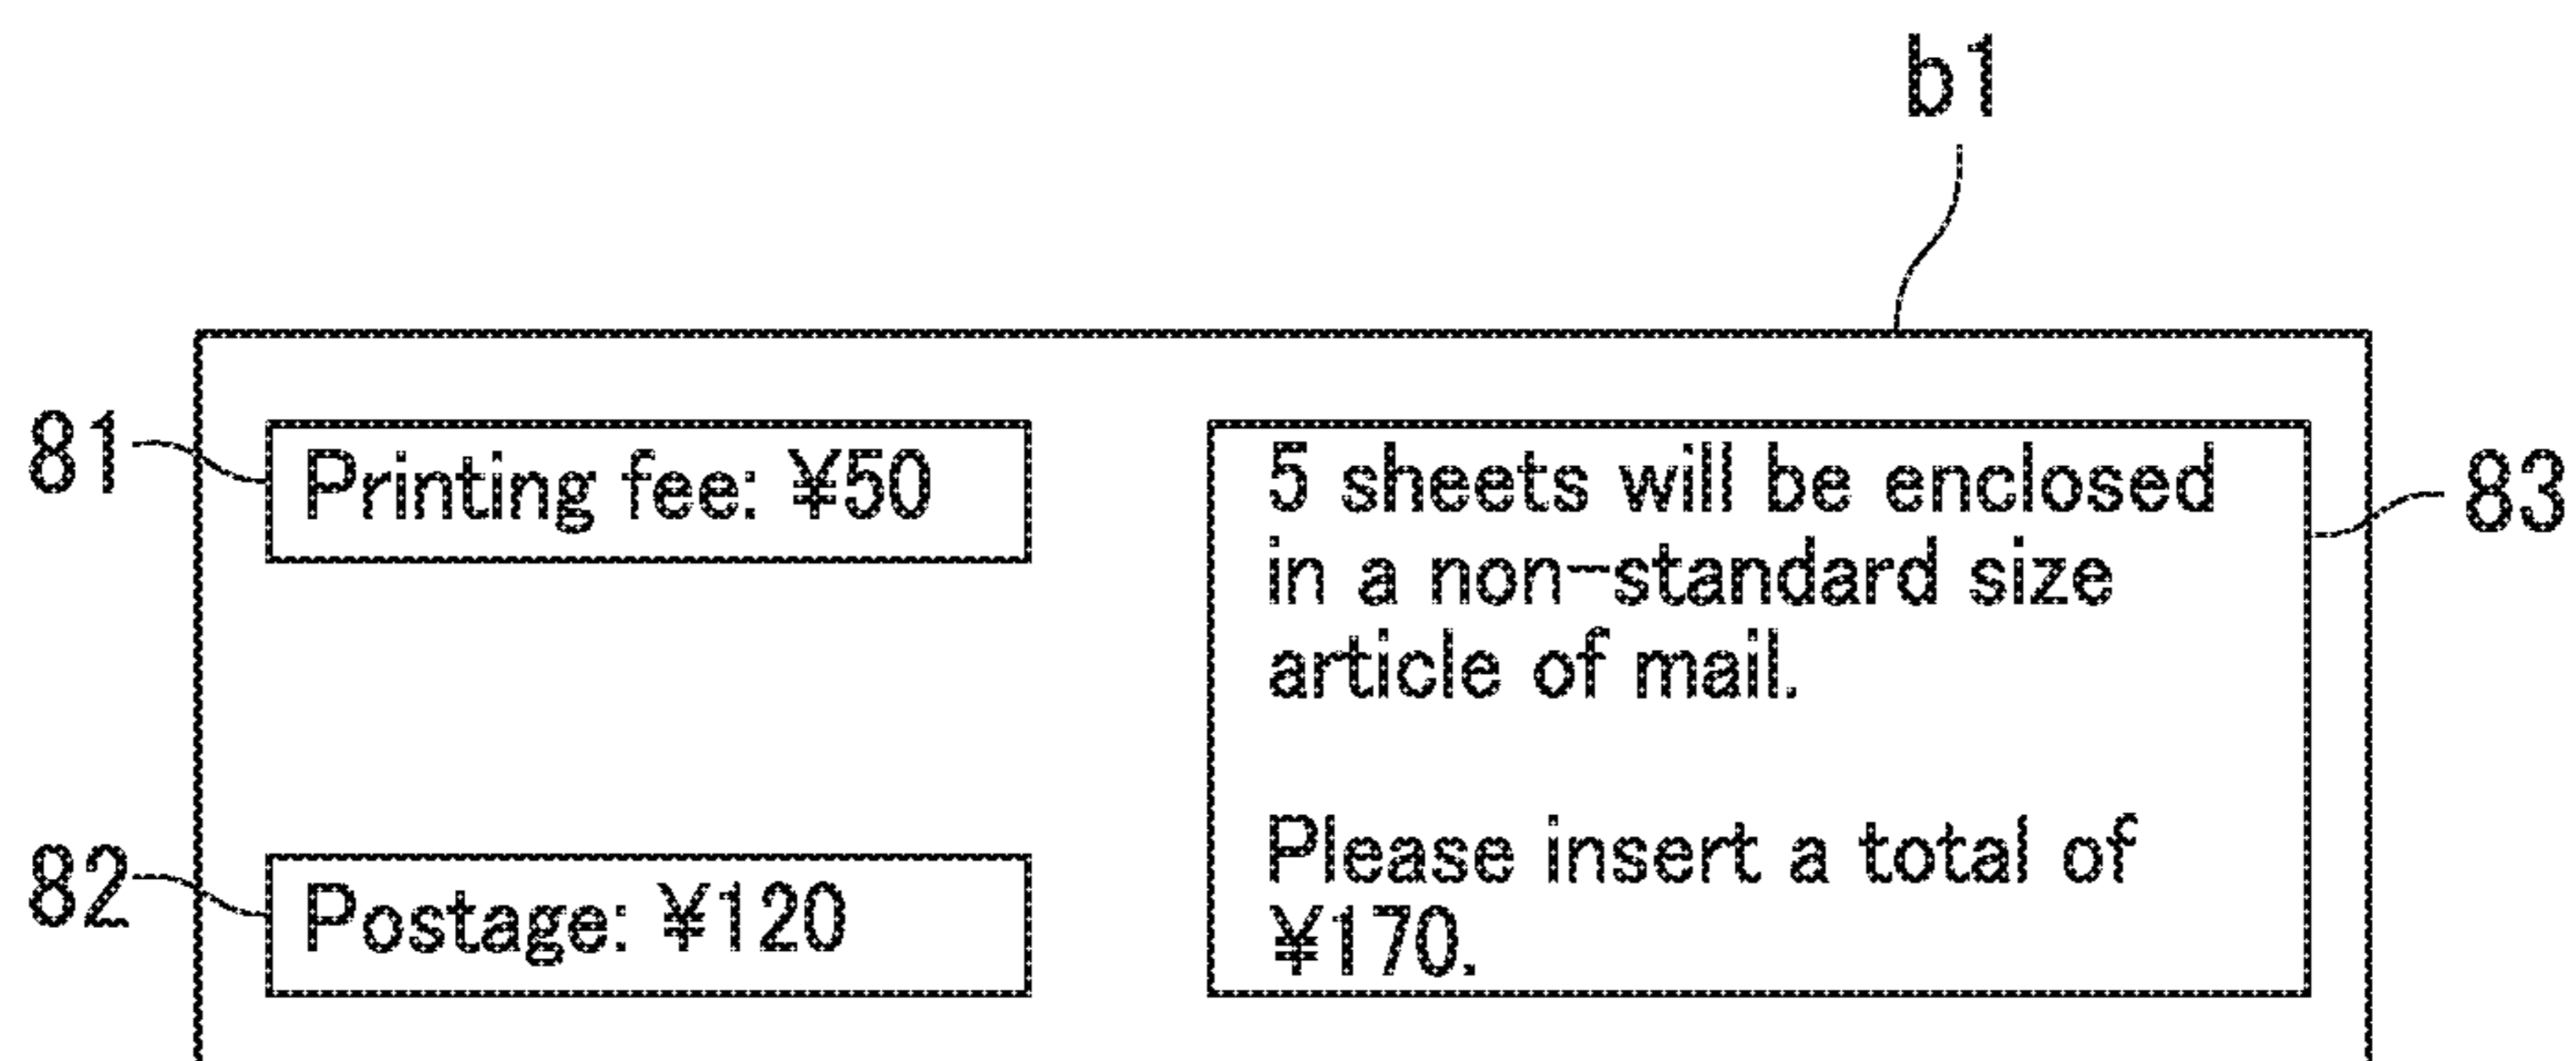 b1
81
Printing fee: ¥50
82
Postage: ¥120
83
5 sheets will be enclosed
in a non-standard size
article of mail.
Please insert a total of
¥170.